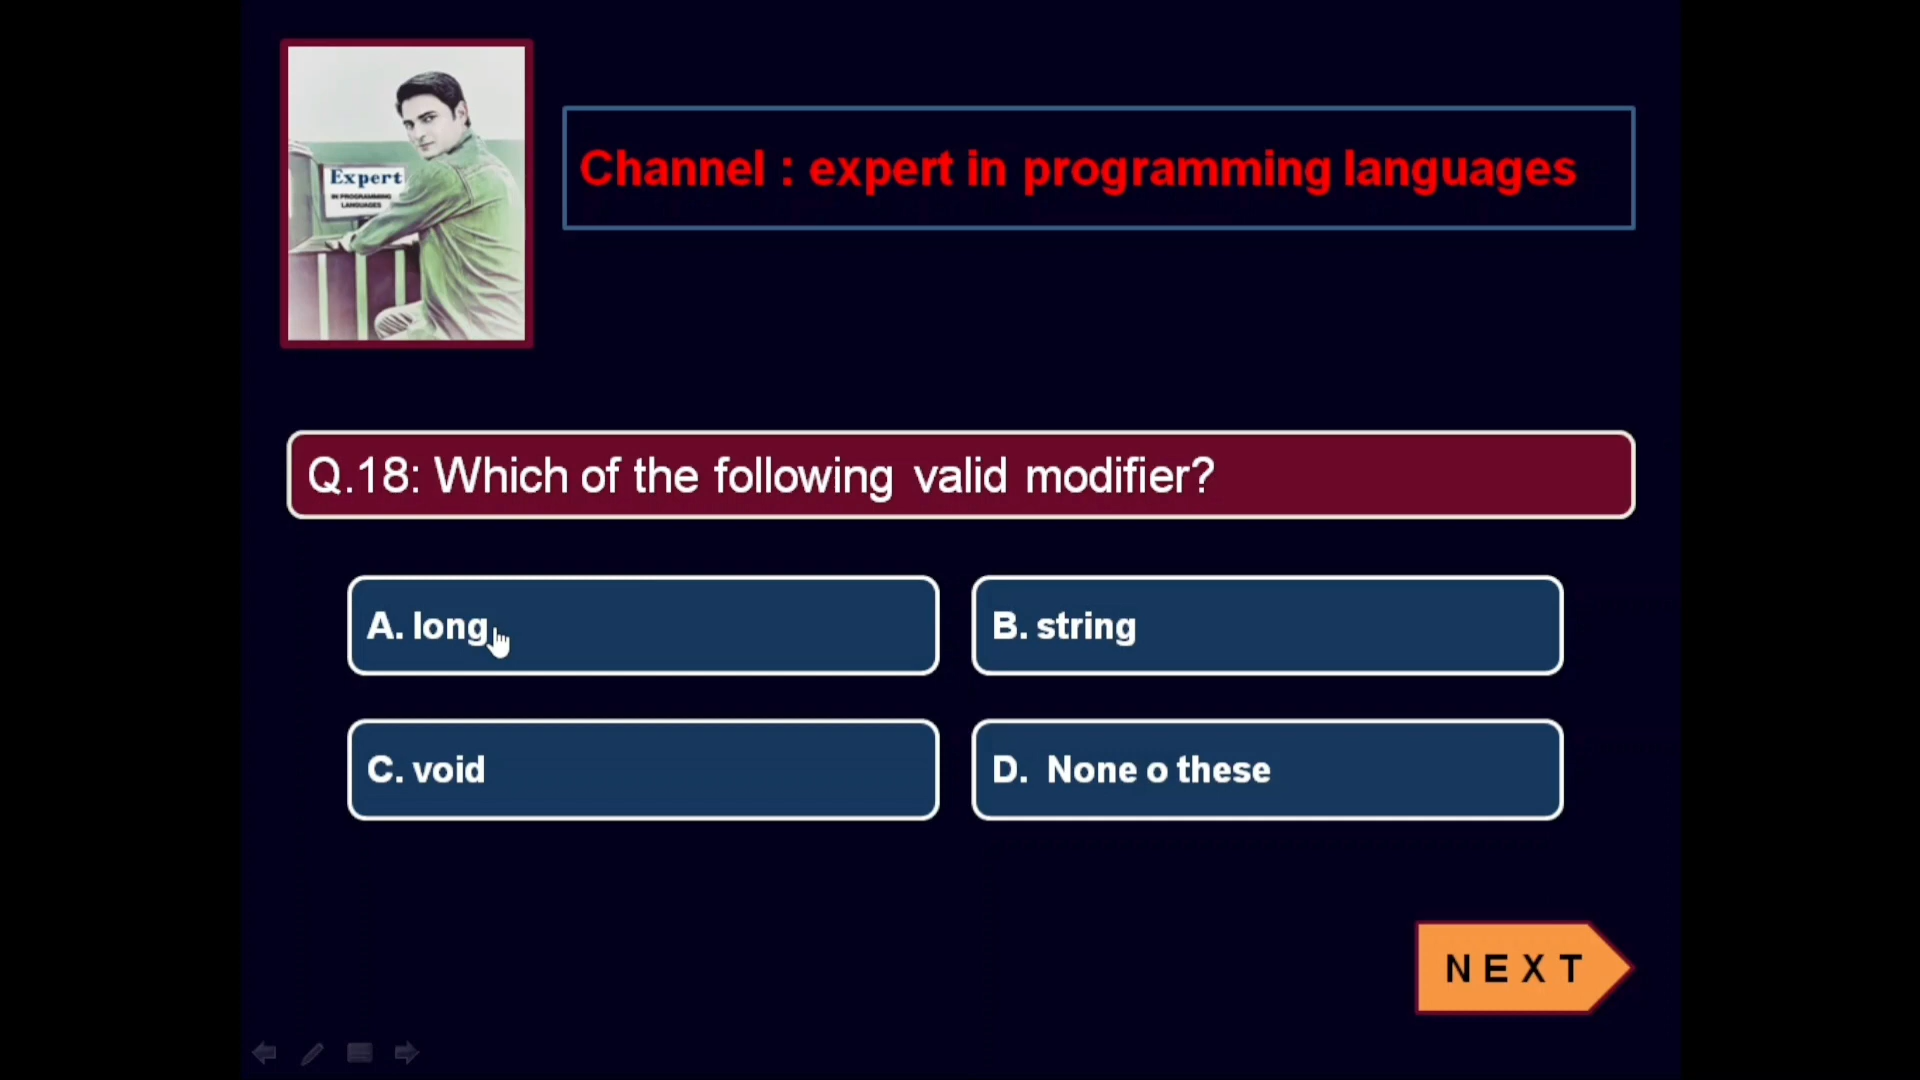 Expert
IN PROGRAMMING
LANGUAGES
Channel : expert in programming languages
Q.18: Which of the following valid modifier?
A. long
B. string
C. void
D. None o these
NEXT